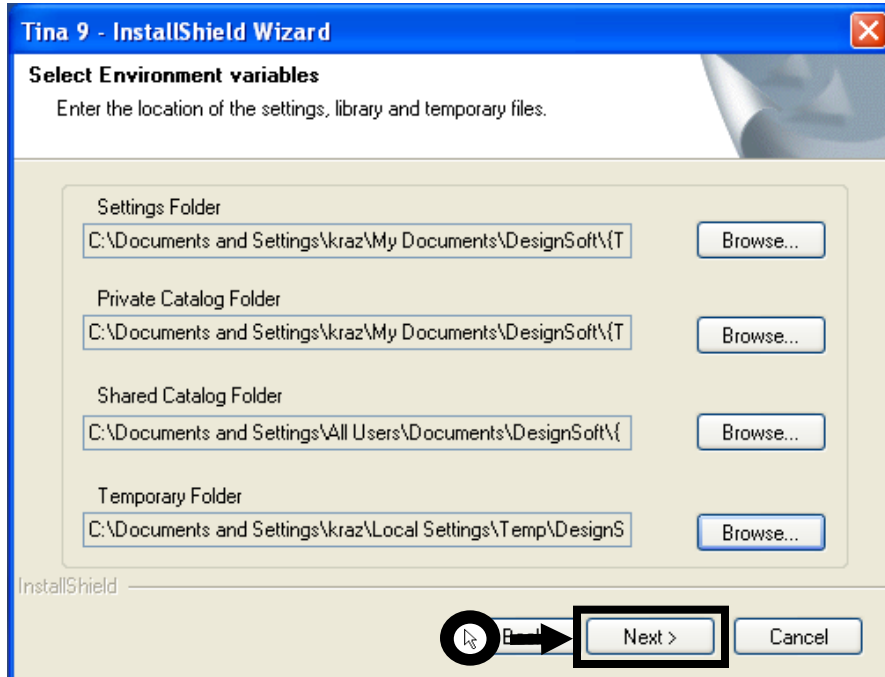 Tina 9 - InstallShield Wizard
Select Environment variables
Enter the location of the settings, library and temporary files.
Settings Folder
C:\Documents and Settings\kraz\My Documents\DesignSoft\{T
Browse...
Private Catalog Folder
C:\Documents and Settings\kraz\My Documents\DesignSoft\{T
Browse...
Shared Catalog Folder
C:\Documents and Settings\All Users\Documents\DesignSoft\{
Browse...
Temporary Folder
C:\Documents and Settings\kraz\Local Settings\Temp\DesignS
Browse...
InstallShield
Next > Cancel